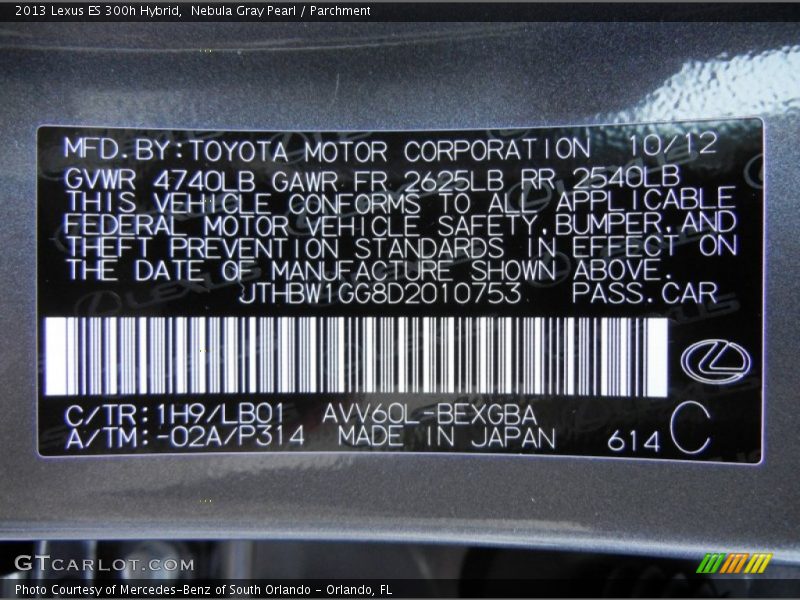 2013 Lexus ES 300h Hybrid,  Nebula Gray Pearl / Parchment
MFD.BY:TOYOTA MOTOR CORPORATION 10/12
GVWR 4740LB GAWR FR 2625LB RR 2540LB
THIS VEHICLE CONFORMS TO ALL APPLICABLE
FEDERAL MOTOR VEHICLE SAFETY,BUMPER,AND
THEFT PREVENTION STANDARDS IN EFFECT ON
THE DATE OF MANUFACTURE SHOWN ABOVE.
JTHBW1GG8D2010753 PASS.CAR
C/TR:1H9/LB01 AVV60L-BEXGBA
A/TM:-02A/P314 MADE IN JAPAN 614 C
GTCARLOT.COM
Photo Courtesy of Mercedes-Benz of South Orlando - Orlando, FL